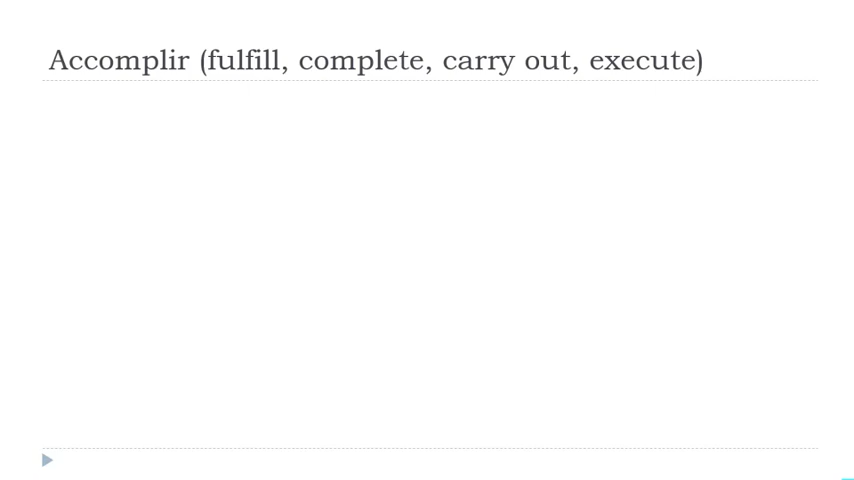 Accomplir (fulfill, complete, carry out, execute)